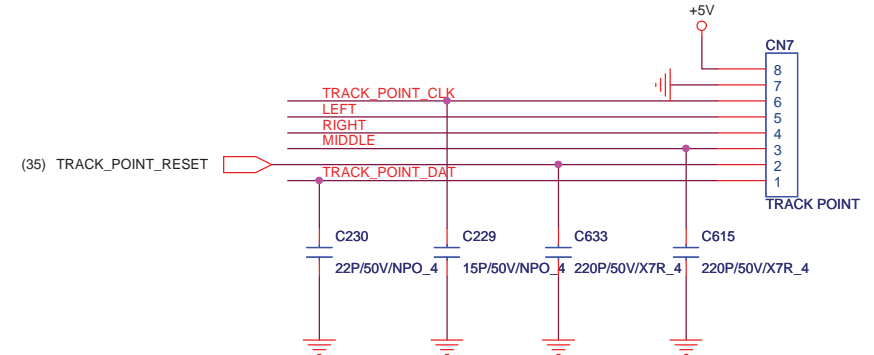 +5V
CN7
8
7
TRACK_POINT_CLK 6
LEFT 5
RIGHT 4
MIDDLE 3
(35) TRACK_POINT_RESET 2
TRACK_POINT_DAT 1
TRACK POINT
C230 C229 C633 C615
22P/50V/NPO_4 15P/50V/NPO_4 220P/50V/X7R_4 220P/50V/X7R_4